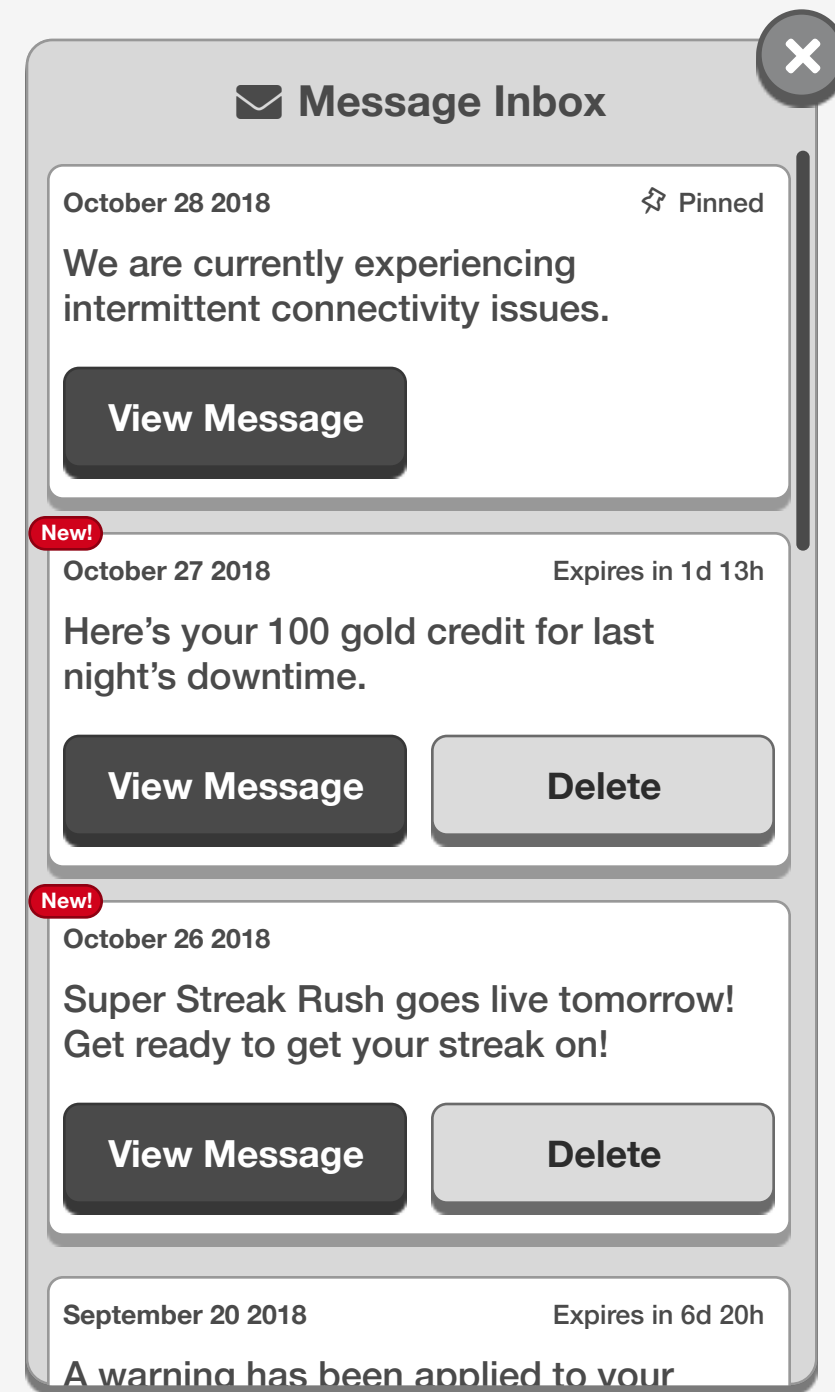 Message Inbox
October 28 2018 Pinned
We are currently experiencing
intermittent connectivity issues.
View Message
New!
October 27 2018 Expires in 1d 13h
Here’s your 100 gold credit for last
night’s downtime.
View Message Delete
New!
October 26 2018
Super Streak Rush goes live tomorrow!
Get ready to get your streak on!
View Message Delete
September 20 2018 Expires in 6d 20h
A warning has been applied to your